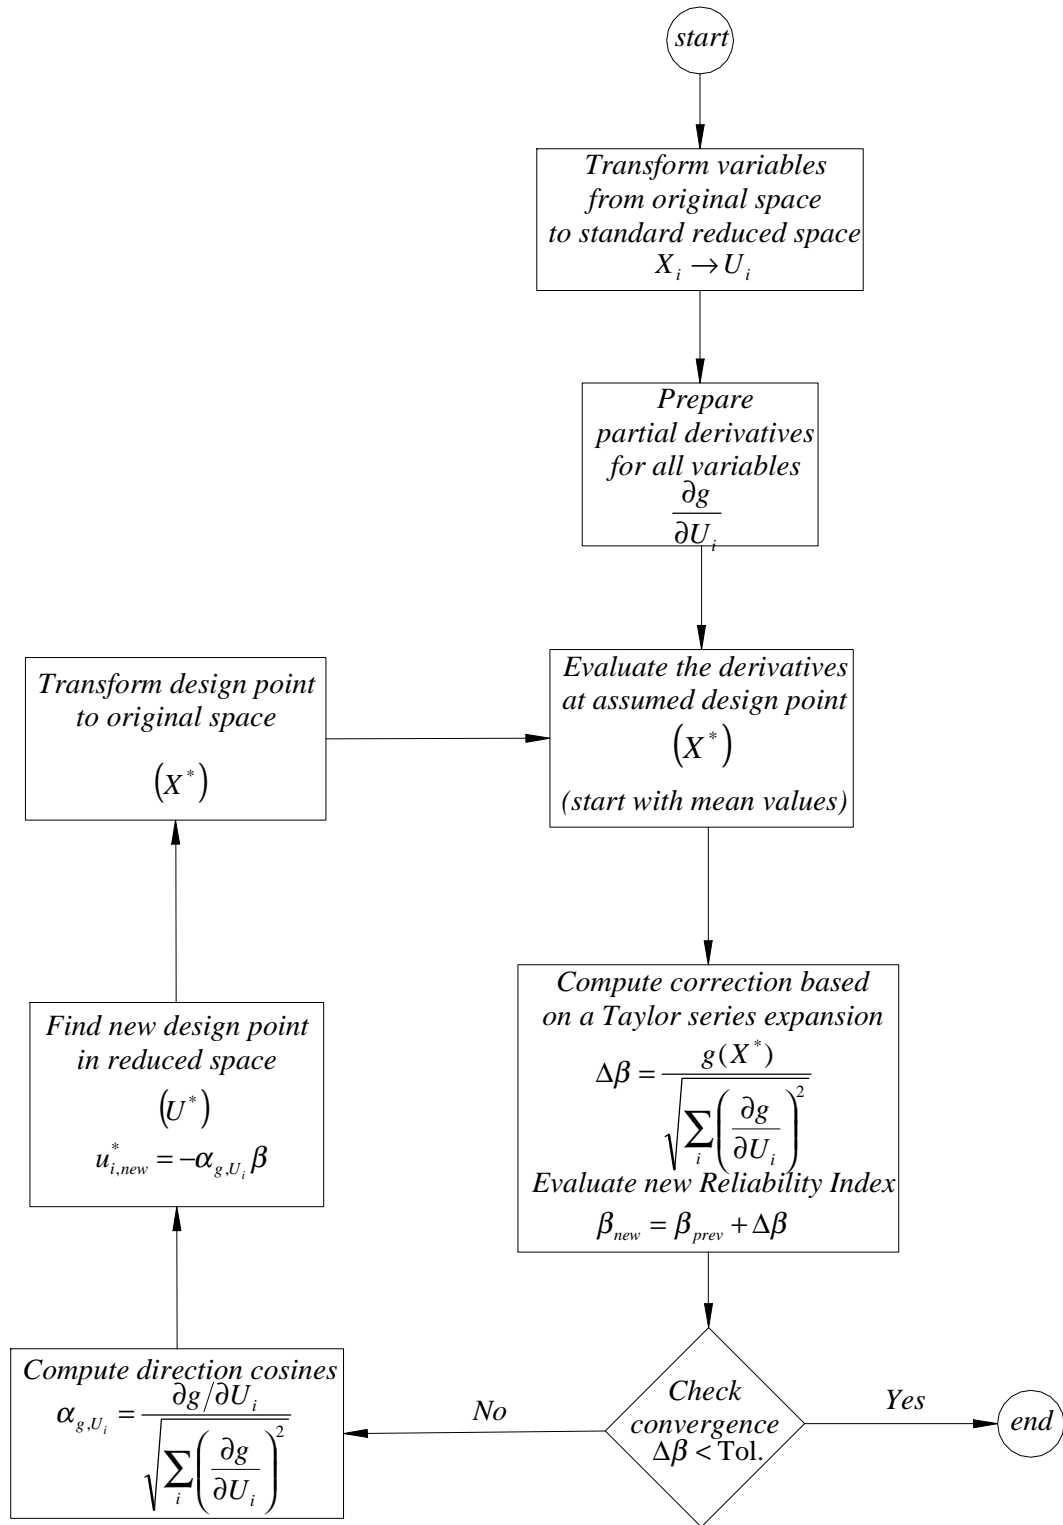 start
Transform variables
from original space
to standard reduced space
X_i → U_i
Prepare
partial derivatives
for all variables
∂g
∂U_i
Evaluate the derivatives
at assumed design point
(X^*)
(start with mean values)
Compute correction based
on a Taylor series expansion
Δβ = g(X^*) / √(∑_i (∂g/∂U_i)^2)
Evaluate new Reliability Index
β_new = β_prev + Δβ
Check
convergence
Δβ < Tol.
Yes
end
No
Compute direction cosines
α_{g,U_i} = ∂g/∂U_i / √(∑_i (∂g/∂U_i)^2)
Find new design point
in reduced space
(U^*)
u^*_{i,new} = −α_{g,U_i} β
Transform design point
to original space
(X^*)